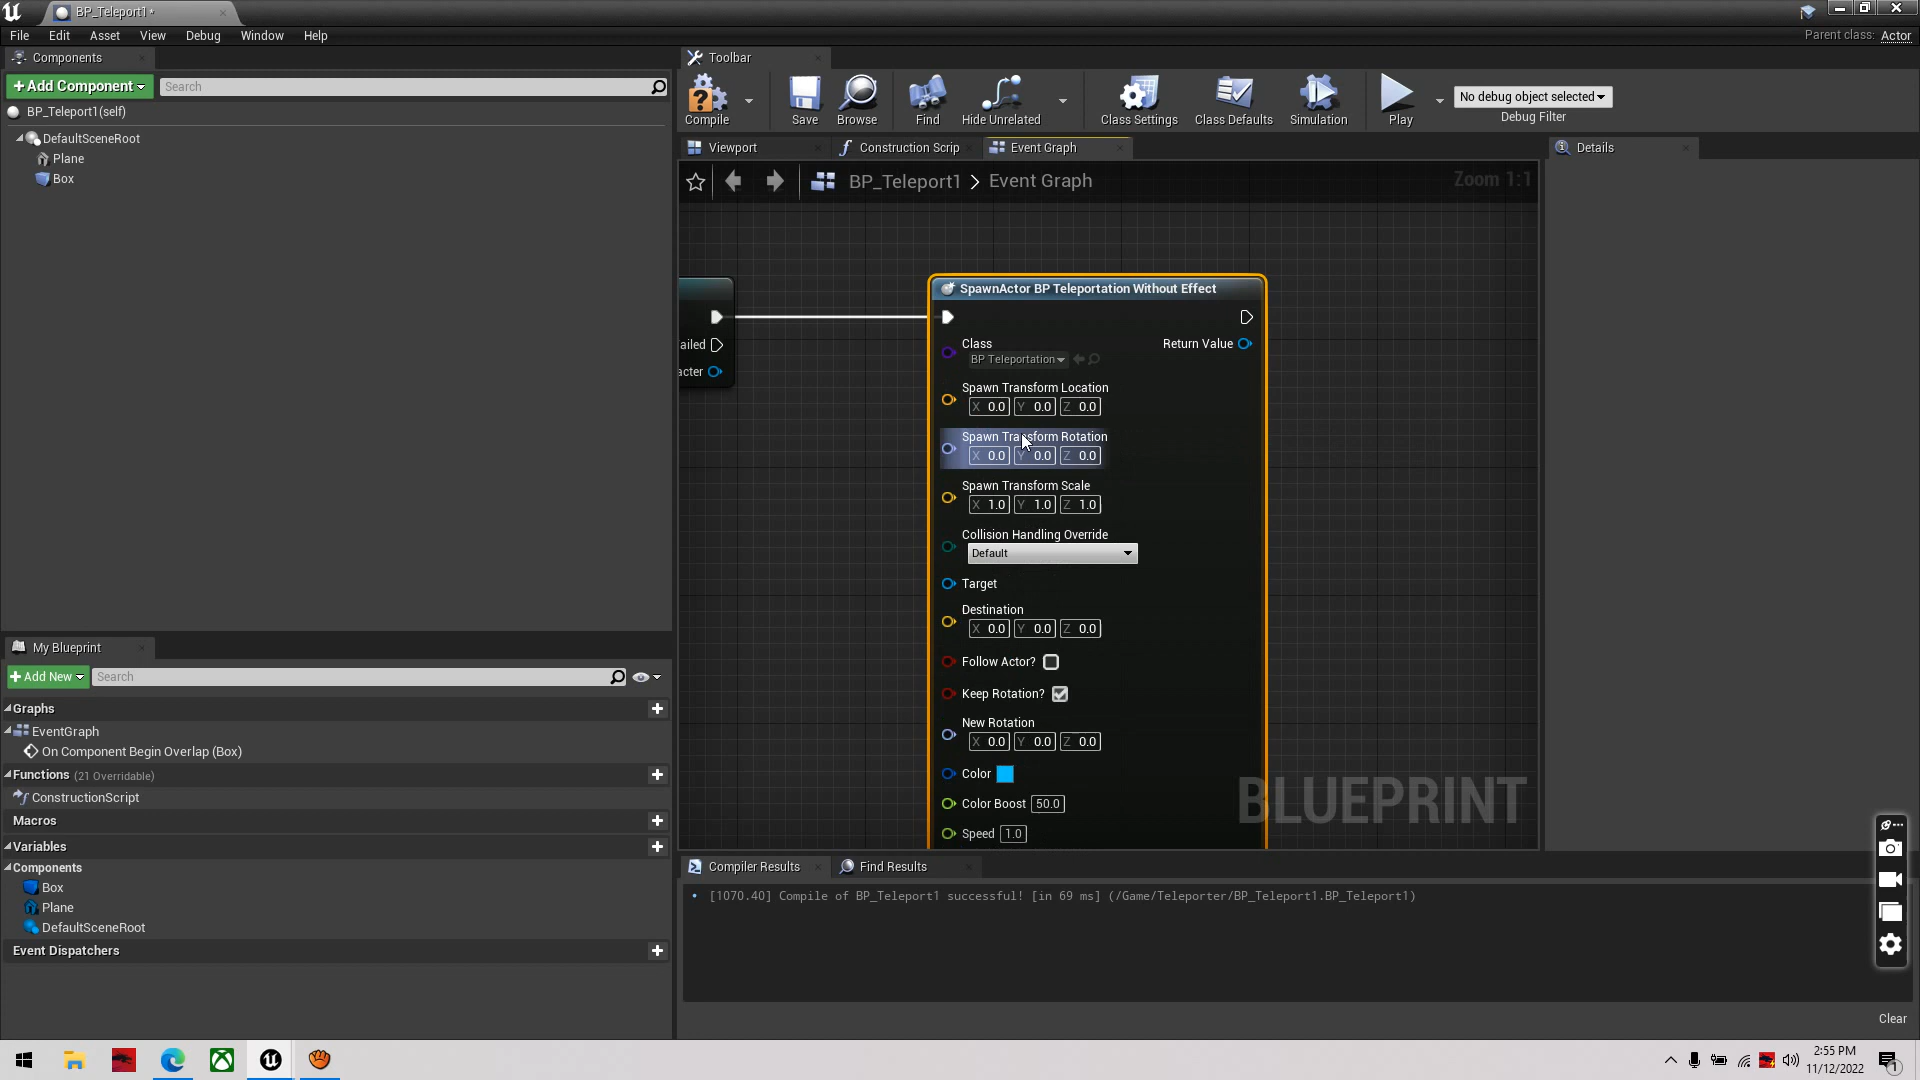 BP_Teleport1*
File Edit Asset View Debug Window Help
Parent class: Actor
Components
Toolbar
+Add Component
Search
BP_Teleport1(self)
DefaultSceneRoot
Plane
Box
Compile
Save
Browse
Find
Hide Unrelated
Class Settings
Class Defaults
Simulation
Play
No debug object selected
Debug Filter
Viewport
Construction Scrip
Event Graph
Details
BP_Teleport1 > Event Graph
Zoom 1:1
ailed
acter
SpawnActor BP Teleportation Without Effect
Class
BP Teleportation
Return Value
Spawn Transform Location
X 0.0 Y 0.0 Z 0.0
Spawn Transform Rotation
X 0.0 Y 0.0 Z 0.0
Spawn Transform Scale
X 1.0 Y 1.0 Z 1.0
Collision Handling Override
Default
Target
Destination
X 0.0 Y 0.0 Z 0.0
Follow Actor?
Keep Rotation?
New Rotation
X 0.0 Y 0.0 Z 0.0
Color
Color Boost 50.0
Speed 1.0
BLUEPRINT
My Blueprint
+Add New
Search
Graphs
EventGraph
On Component Begin Overlap (Box)
Functions (21 Overridable)
ConstructionScript
Macros
Variables
Components
Box
Plane
DefaultSceneRoot
Event Dispatchers
Compiler Results
Find Results
[1070.40] Compile of BP_Teleport1 successful! [in 69 ms] (/Game/Teleporter/BP_Teleport1.BP_Teleport1)
Clear
2:55 PM
11/12/2022
1